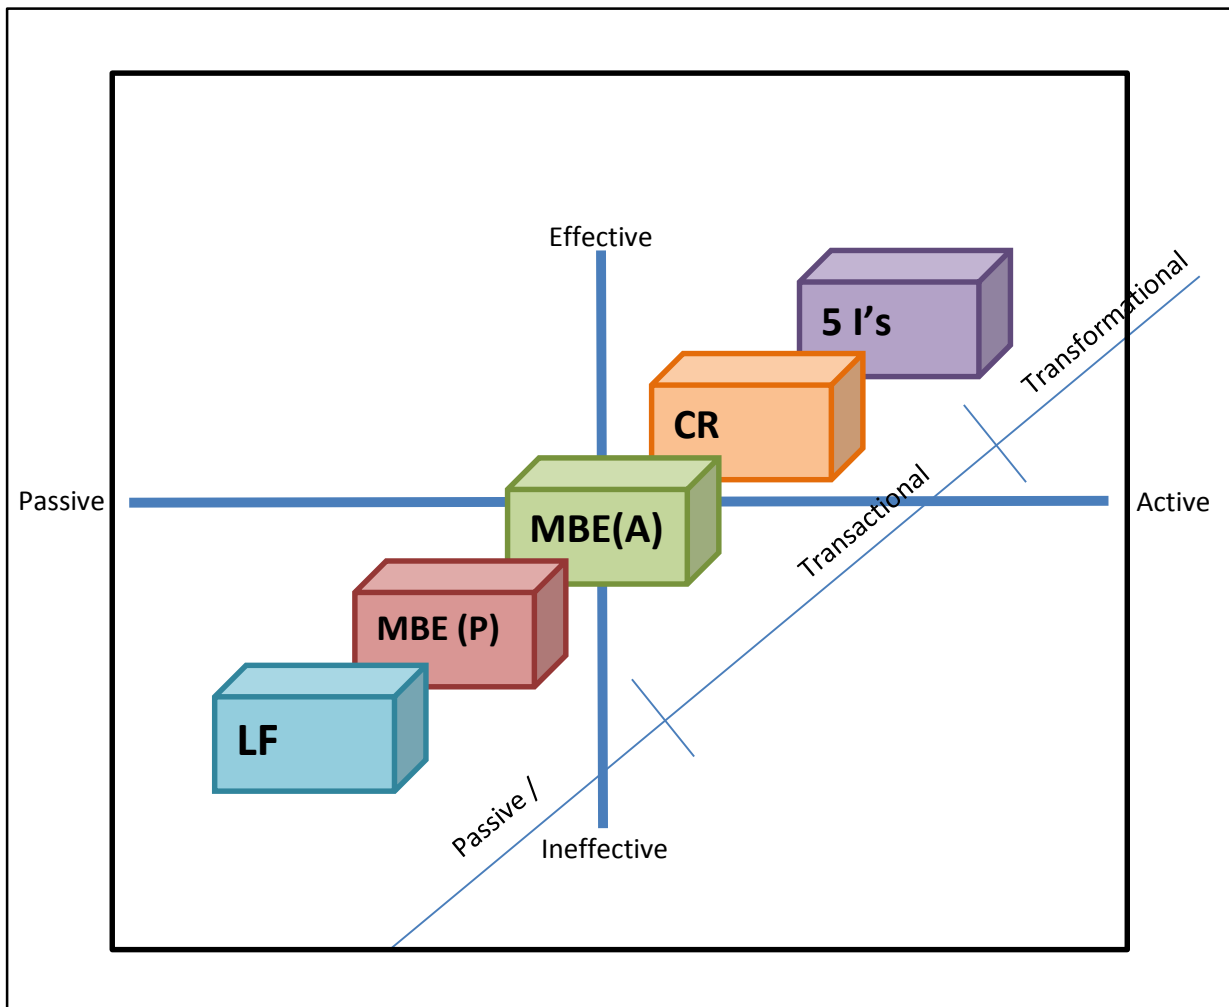 Effective
5 I’s
Transformational
CR
Passive
Active
Transactional
MBE(A)
MBE (P)
LF
Passive /
Ineffective